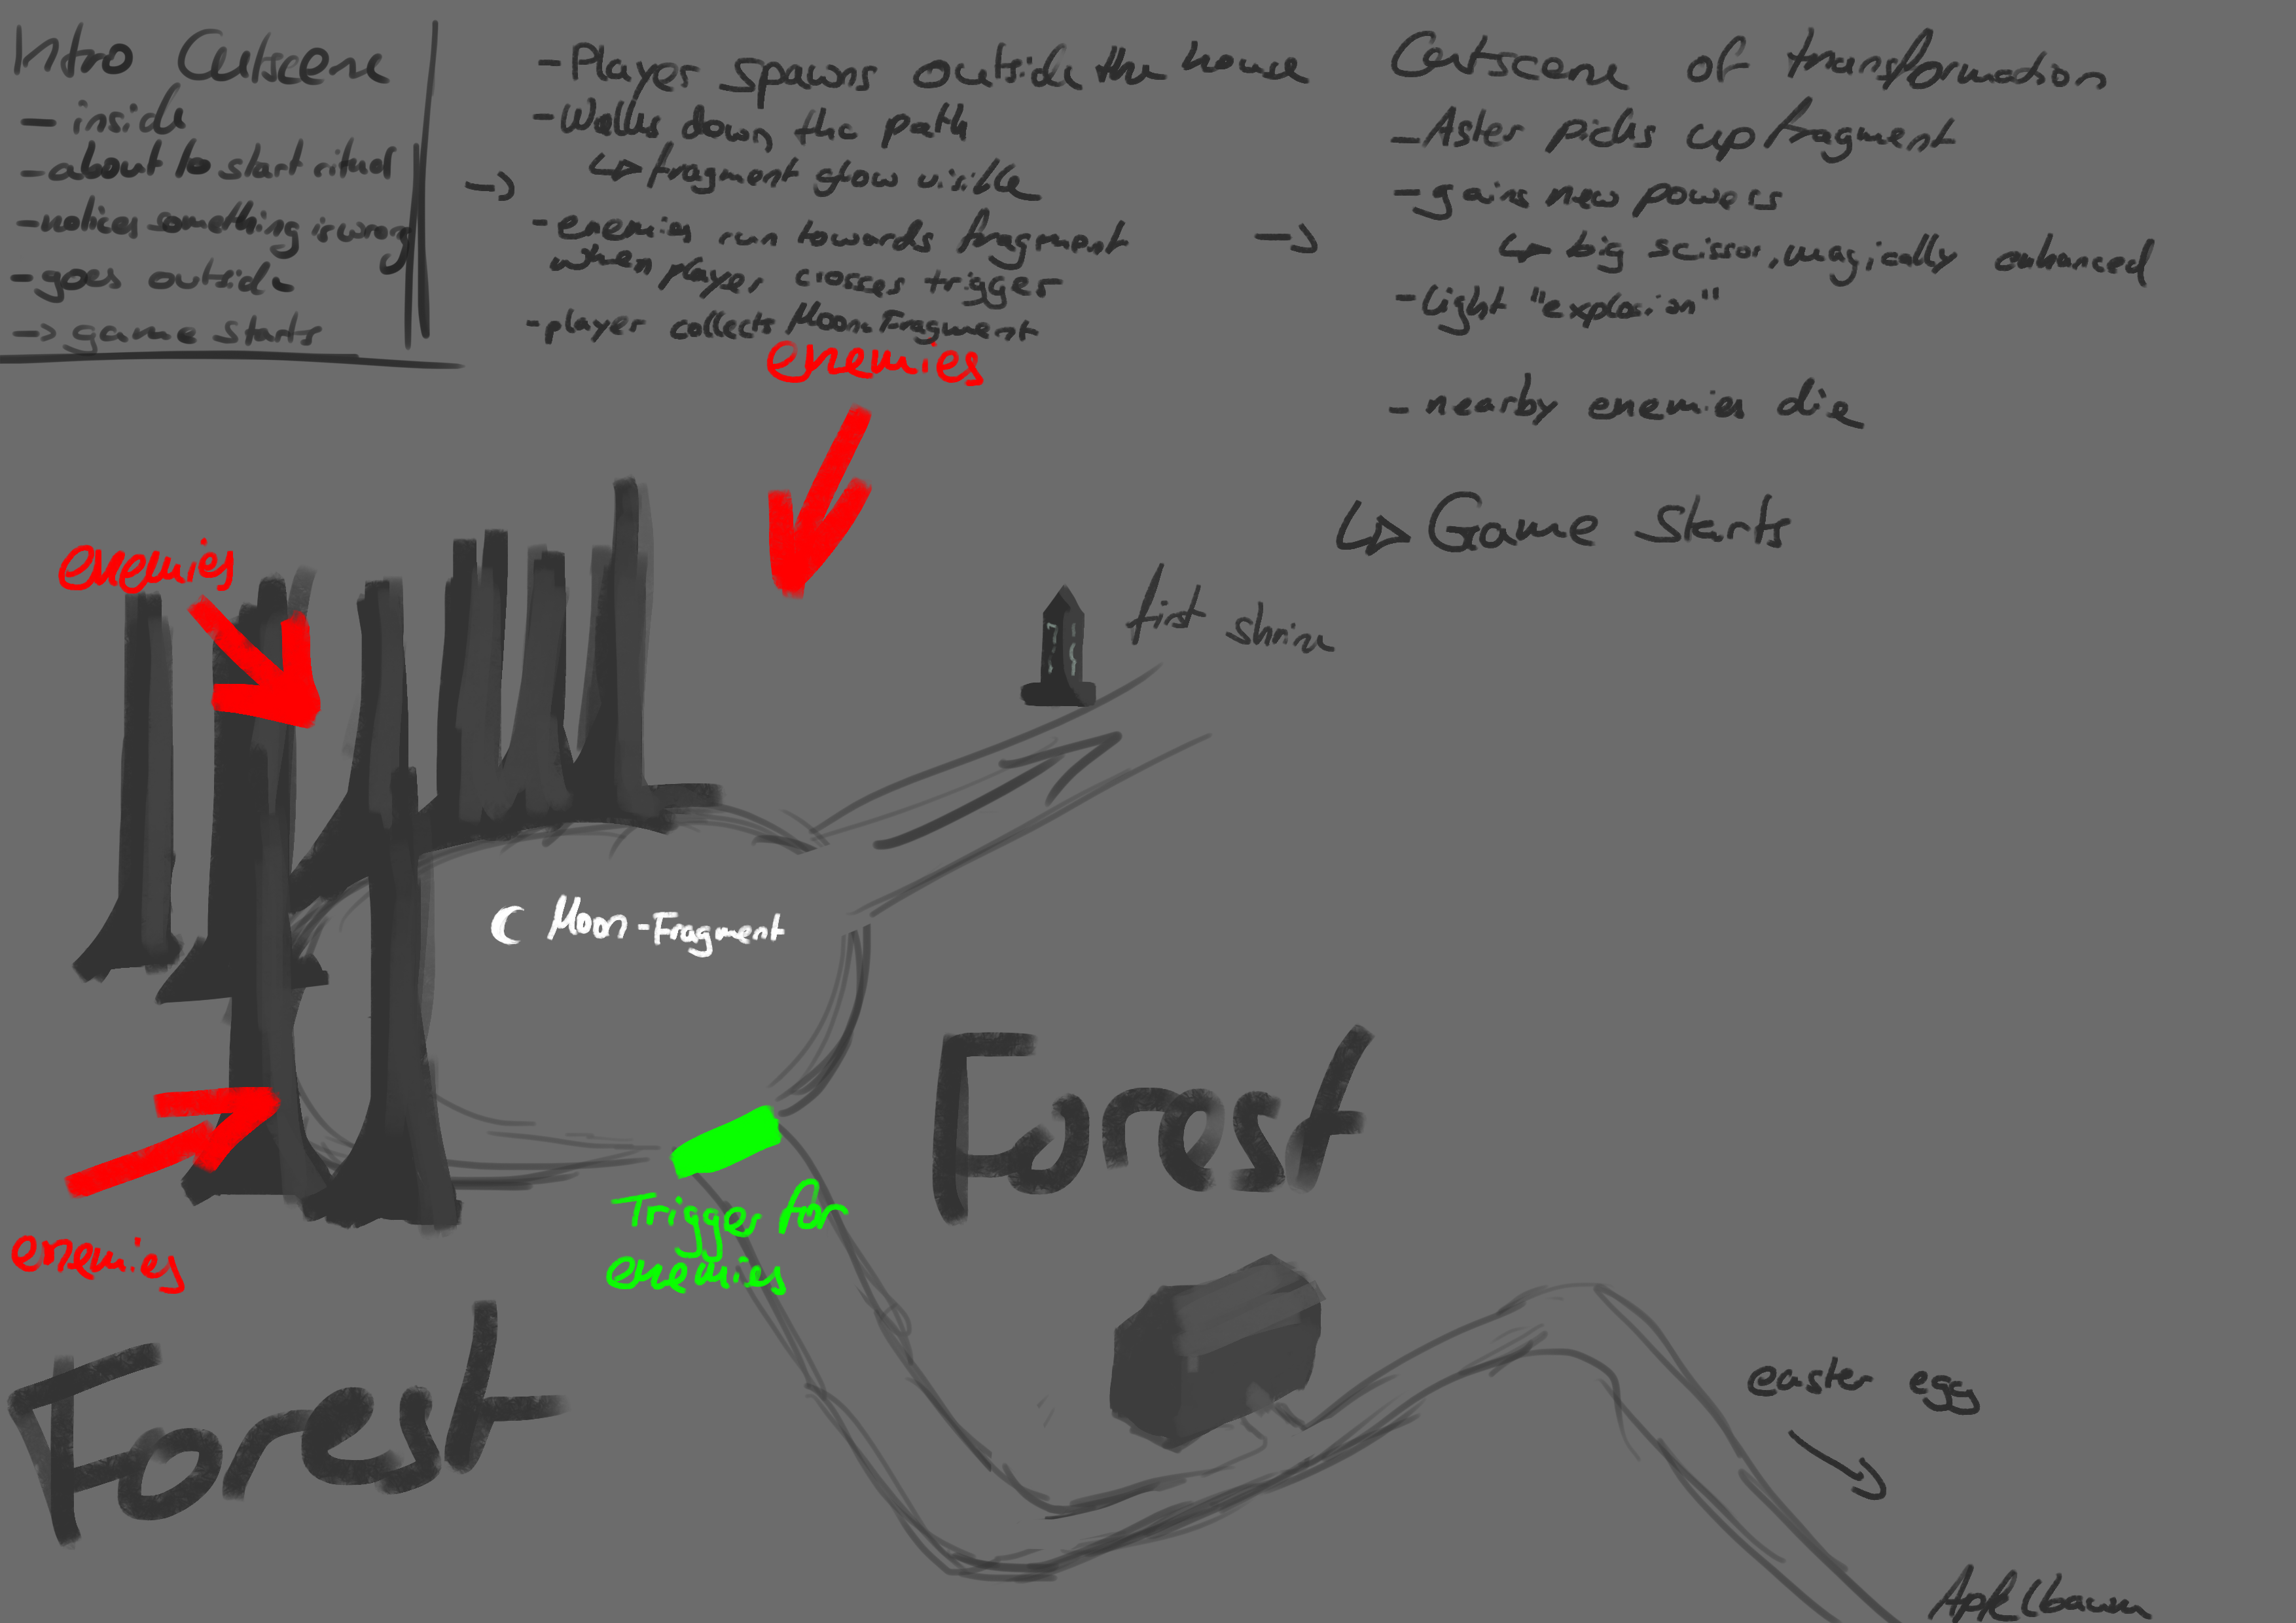 Intro Cutscene
- inside
- about to start ritual
- notices something is wrong
- goes outside
-> game starts
- Player spawns outside the house
- Walks down the path
↳ fragment glow visible
- enemies run towards fragment
when player crosses trigger
- player collects Moon-Fragment
Cutscene of transformation
- Aster picks up fragment
- gains new powers
↳ big scissor, magically enhanced
- light "explosion"
- nearby enemies die
↳ Game Start
enemies
enemies
first shrine
Moon-Fragment
Forest
Trigger for
enemies
enemies
Forest
easter egg
Apfelbaum